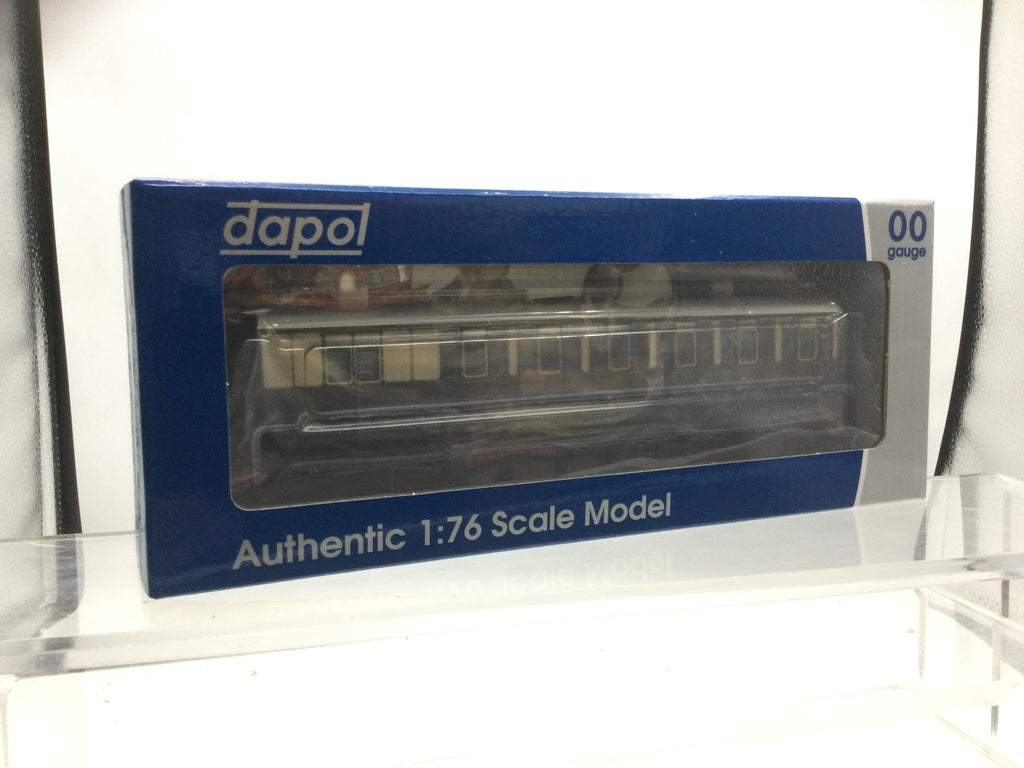 dapol
00
gauge
Authentic 1:76 Scale Model